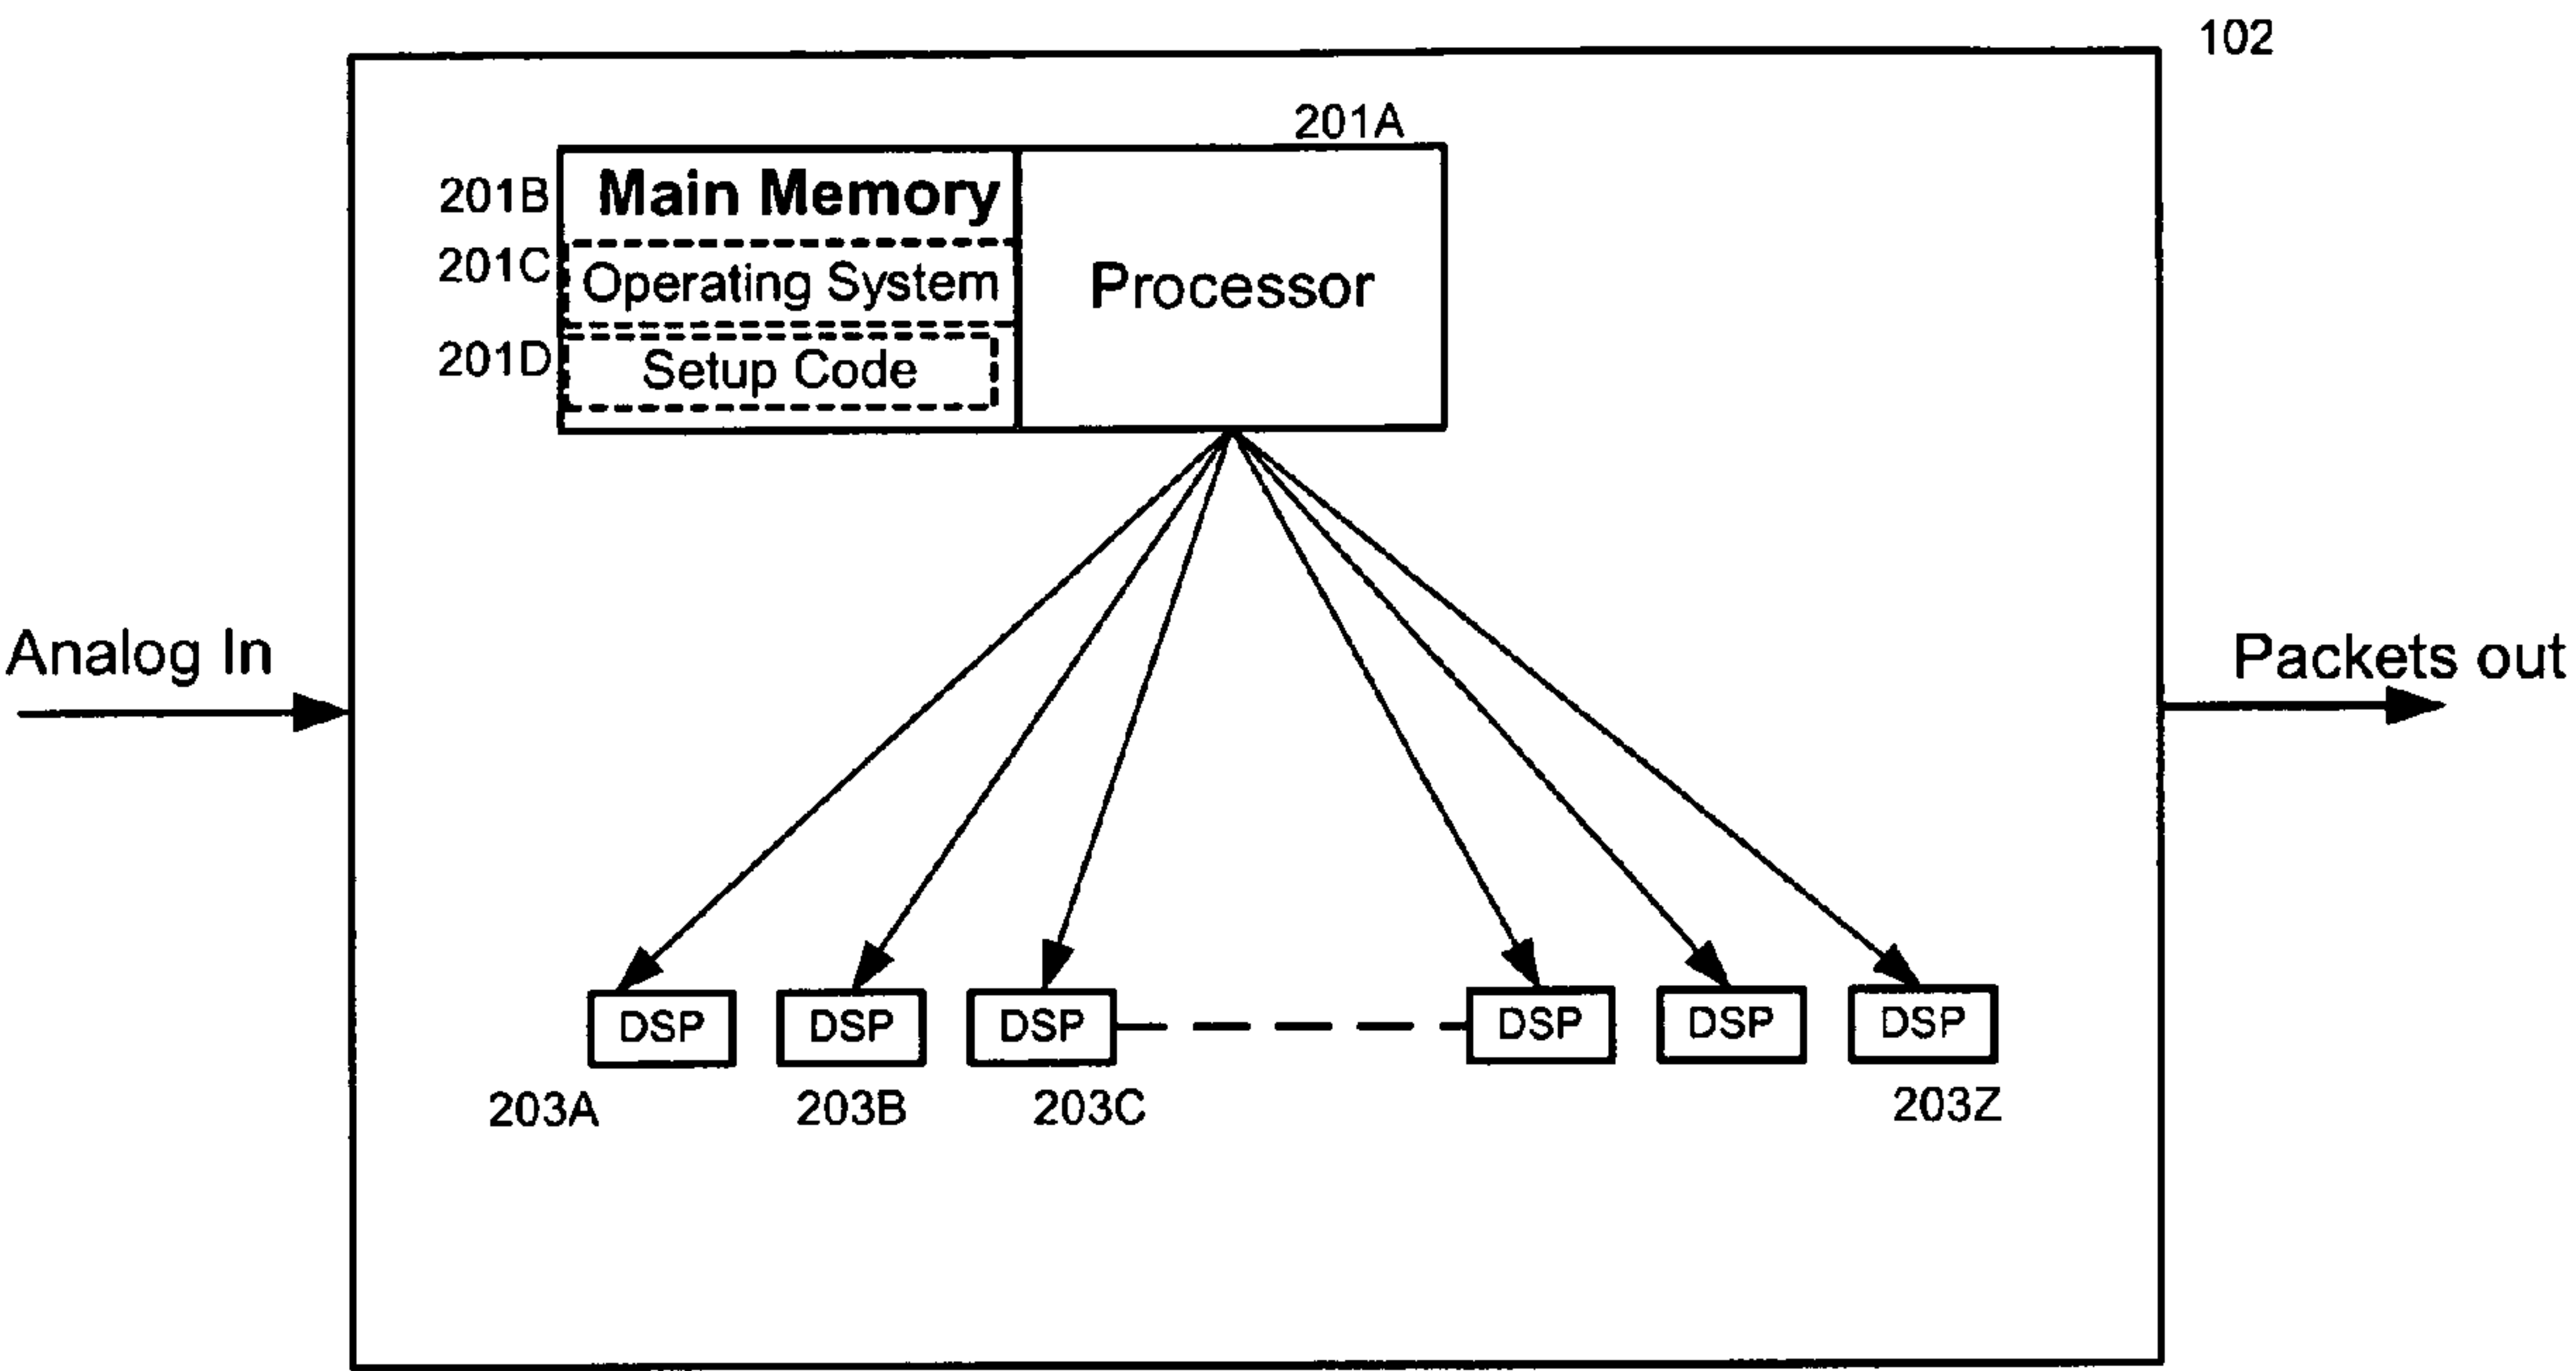 102
201A
201B Main Memory
201C Operating System
Processor
201D Setup Code
Analog In
Packets out
DSP DSP DSP DSP DSP DSP
203A 203B 203C 203Z